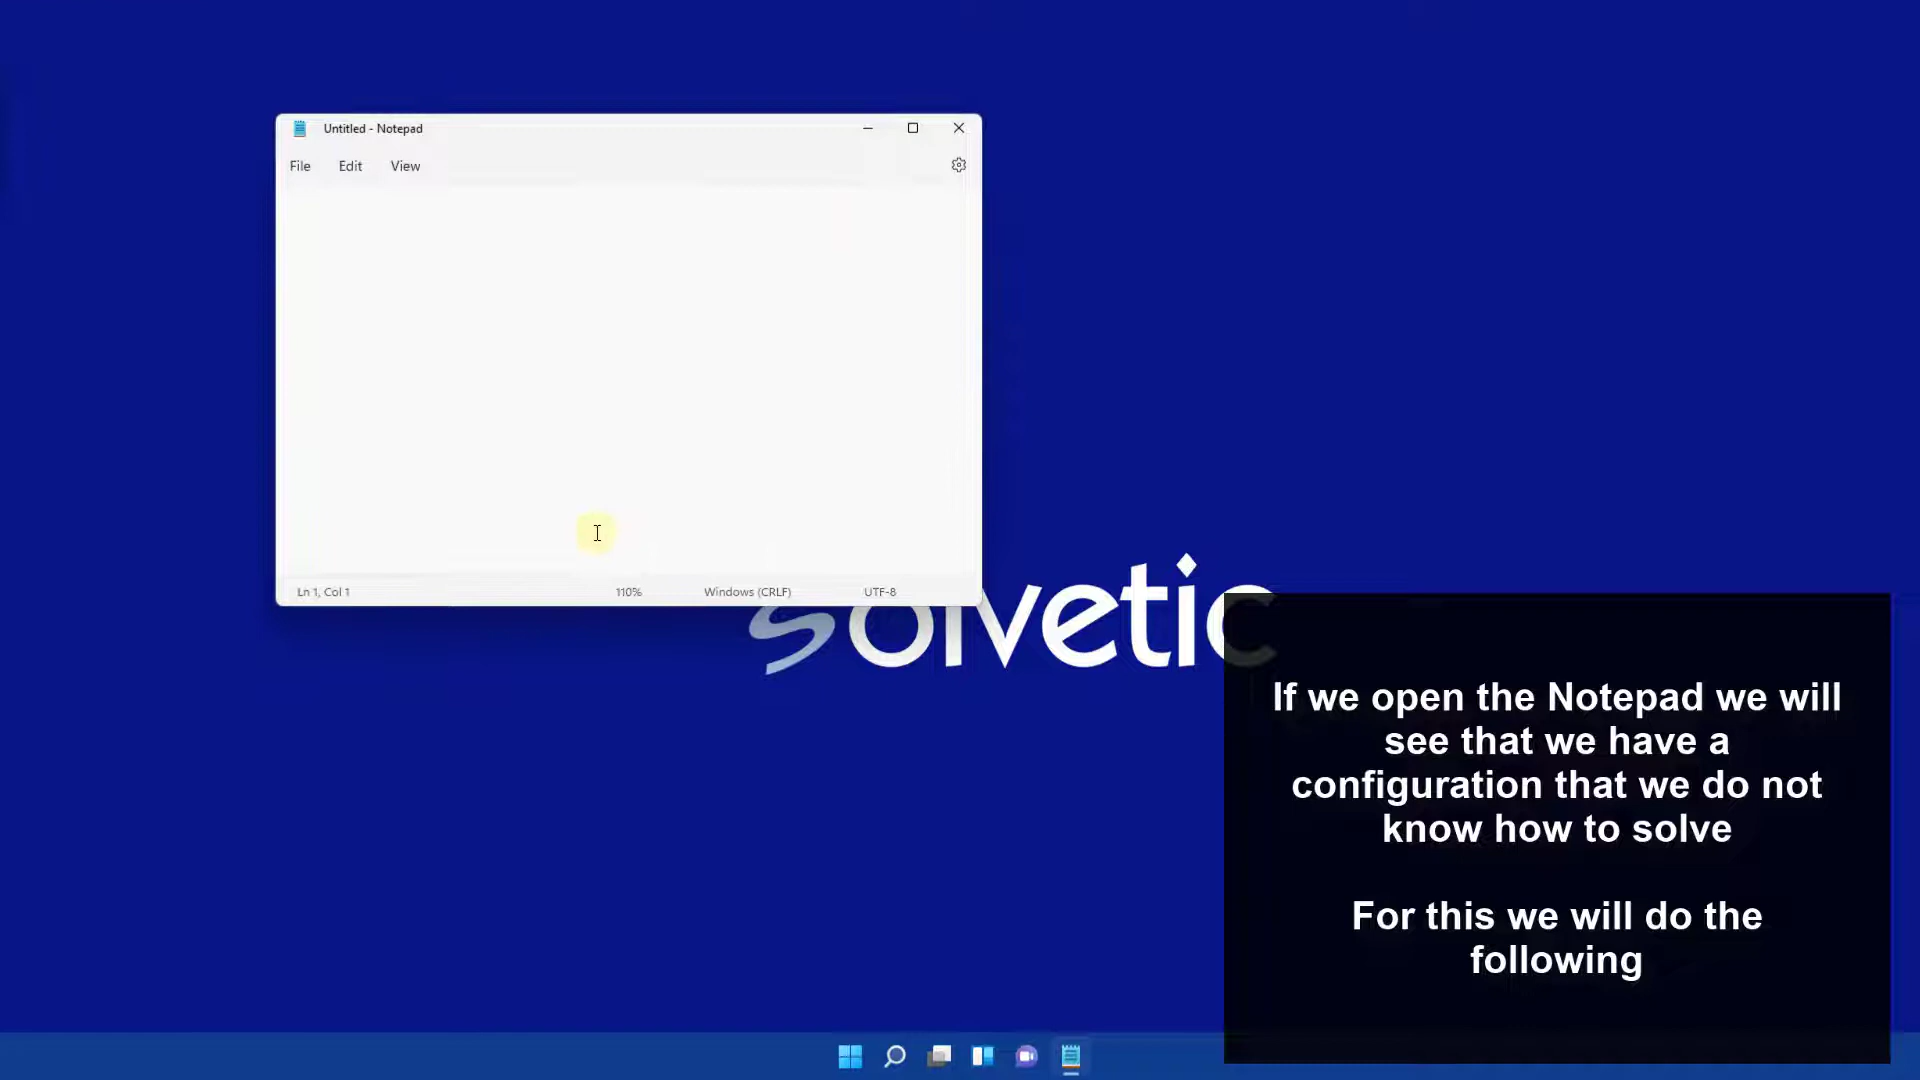 Untitled - Notepad
File Edit View
Ln 1, Col 1 110% Windows (CRLF) UTF-8
solvetic
If we open the Notepad we will
see that we have a
configuration that we do not
know how to solve
For this we will do the
following